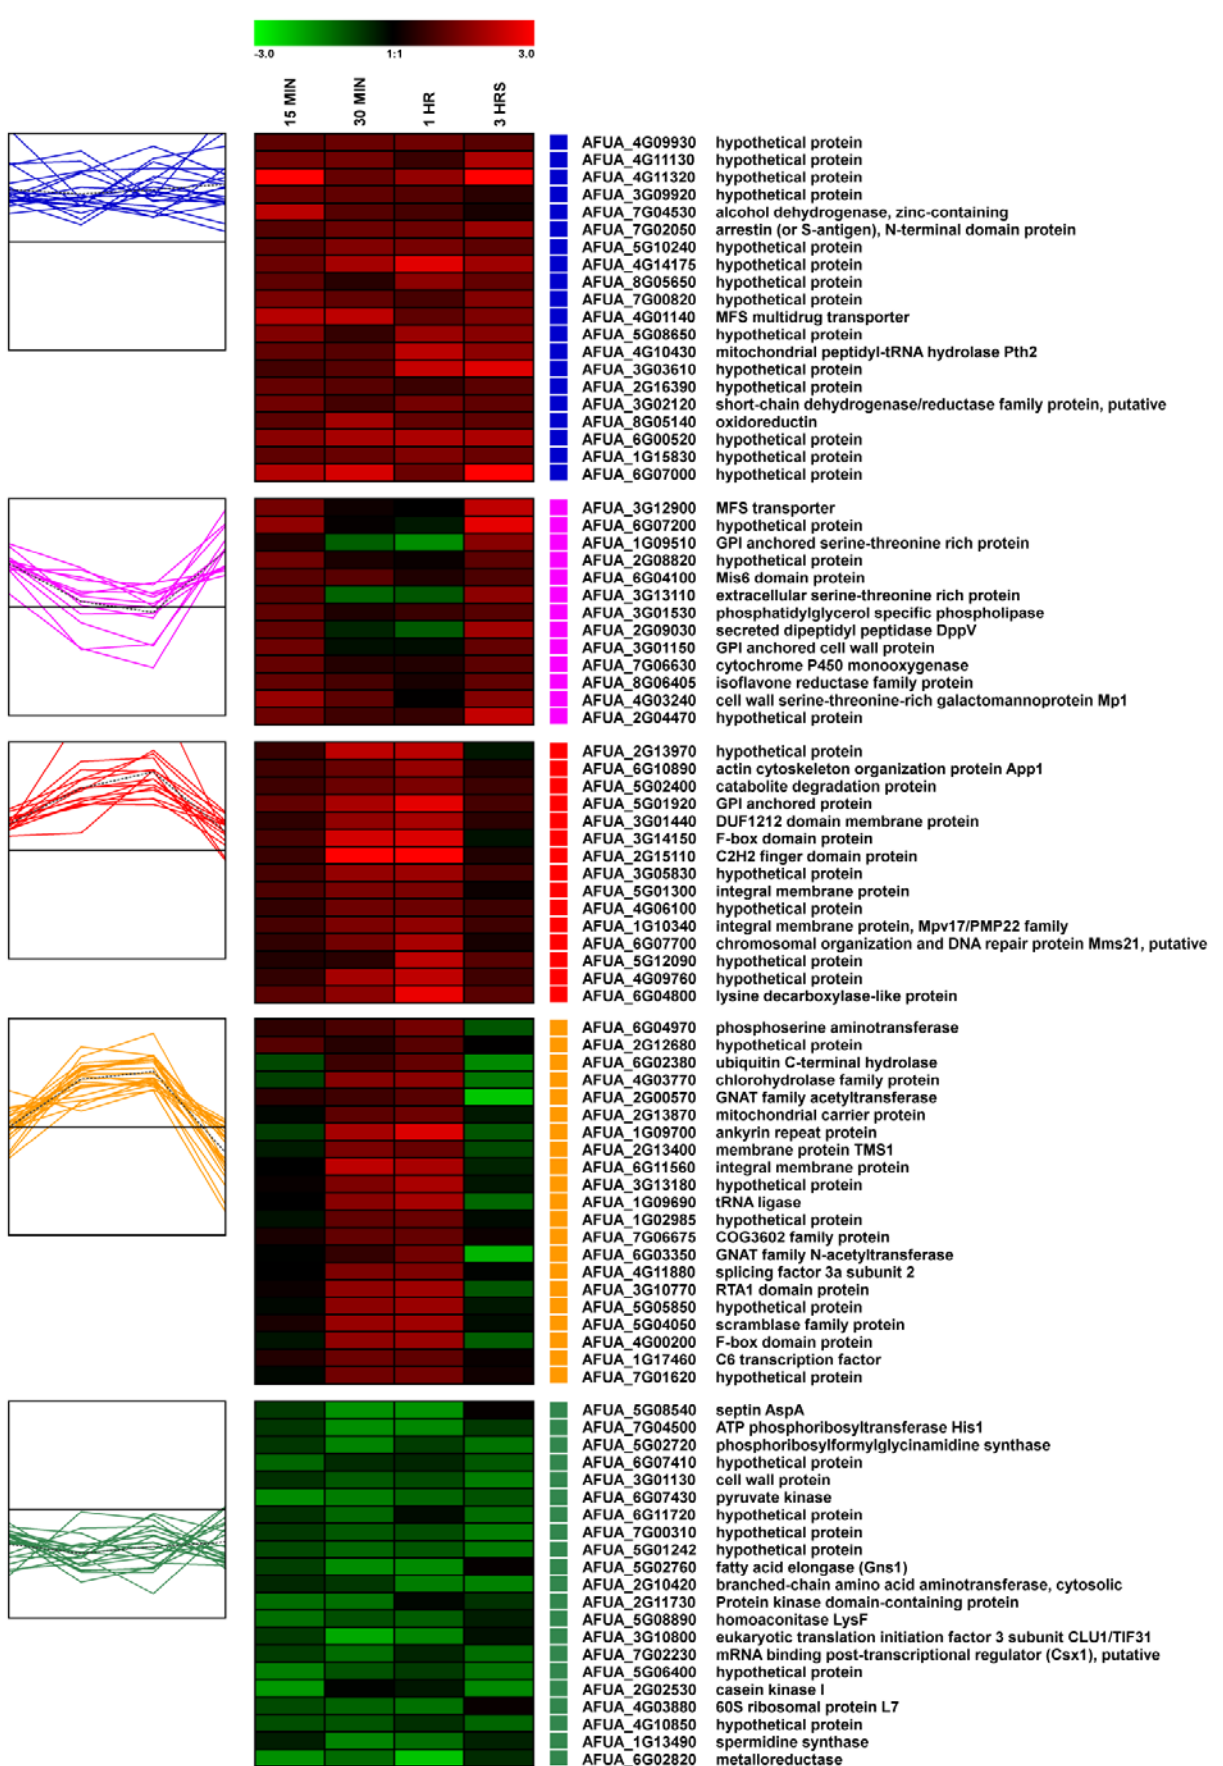 -3.0 1:1 3.0
15 MIN 30 MIN 1 HR 3 HRS
AFUA_4G09930 hypothetical protein
AFUA_4G11130 hypothetical protein
AFUA_4G11320 hypothetical protein
AFUA_3G09920 hypothetical protein
AFUA_7G04530 alcohol dehydrogenase, zinc-containing
AFUA_7G02050 arrestin (or S-antigen), N-terminal domain protein
AFUA_5G10240 hypothetical protein
AFUA_4G14175 hypothetical protein
AFUA_8G05650 hypothetical protein
AFUA_7G00820 hypothetical protein
AFUA_4G01140 MFS multidrug transporter
AFUA_5G08650 hypothetical protein
AFUA_4G10430 mitochondrial peptidyl-tRNA hydrolase Pth2
AFUA_3G03610 hypothetical protein
AFUA_2G16390 hypothetical protein
AFUA_3G02120 short-chain dehydrogenase/reductase family protein, putative
AFUA_8G05140 oxidoreductin
AFUA_6G00520 hypothetical protein
AFUA_1G15830 hypothetical protein
AFUA_6G07000 hypothetical protein
AFUA_3G12900 MFS transporter
AFUA_6G07200 hypothetical protein
AFUA_1G09510 GPI anchored serine-threonine rich protein
AFUA_2G08820 hypothetical protein
AFUA_6G04100 Mis6 domain protein
AFUA_3G13110 extracellular serine-threonine rich protein
AFUA_3G01530 phosphatidylglycerol specific phospholipase
AFUA_2G09030 secreted dipeptidyl peptidase DppV
AFUA_3G01150 GPI anchored cell wall protein
AFUA_7G06630 cytochrome P450 monooxygenase
AFUA_8G06405 isoflavone reductase family protein
AFUA_4G03240 cell wall serine-threonine-rich galactomannoprotein Mp1
AFUA_2G04470 hypothetical protein
AFUA_2G13970 hypothetical protein
AFUA_6G10890 actin cytoskeleton organization protein App1
AFUA_5G02400 catabolite degradation protein
AFUA_5G01920 GPI anchored protein
AFUA_3G01440 DUF1212 domain membrane protein
AFUA_3G14150 F-box domain protein
AFUA_2G15110 C2H2 finger domain protein
AFUA_3G05830 hypothetical protein
AFUA_5G01300 integral membrane protein
AFUA_4G06100 hypothetical protein
AFUA_1G10340 integral membrane protein, Mpv17/PMP22 family
AFUA_6G07700 chromosomal organization and DNA repair protein Mms21, putative
AFUA_5G12090 hypothetical protein
AFUA_4G09760 hypothetical protein
AFUA_6G04800 lysine decarboxylase-like protein
AFUA_6G04970 phosphoserine aminotransferase
AFUA_2G12680 hypothetical protein
AFUA_6G02380 ubiquitin C-terminal hydrolase
AFUA_4G03770 chlorohydrolase family protein
AFUA_2G00570 GNAT family acetyltransferase
AFUA_2G13870 mitochondrial carrier protein
AFUA_1G09700 ankyrin repeat protein
AFUA_2G13400 membrane protein TMS1
AFUA_6G11560 integral membrane protein
AFUA_3G13180 hypothetical protein
AFUA_1G09690 tRNA ligase
AFUA_1G02985 hypothetical protein
AFUA_7G06675 COG3602 family protein
AFUA_6G03350 GNAT family N-acetyltransferase
AFUA_4G11880 splicing factor 3a subunit 2
AFUA_3G10770 RTA1 domain protein
AFUA_5G05850 hypothetical protein
AFUA_5G04050 scramblase family protein
AFUA_4G00200 F-box domain protein
AFUA_1G17460 C6 transcription factor
AFUA_7G01620 hypothetical protein
AFUA_5G08540 septin AspA
AFUA_7G04500 ATP phosphoribosyltransferase His1
AFUA_5G02720 phosphoribosylformylglycinamidine synthase
AFUA_6G07410 hypothetical protein
AFUA_3G01130 cell wall protein
AFUA_6G07430 pyruvate kinase
AFUA_6G11720 hypothetical protein
AFUA_7G00310 hypothetical protein
AFUA_5G01242 hypothetical protein
AFUA_5G02760 fatty acid elongase (Gns1)
AFUA_2G10420 branched-chain amino acid aminotransferase, cytosolic
AFUA_2G11730 Protein kinase domain-containing protein
AFUA_5G08890 homoaconitase LysF
AFUA_3G10800 eukaryotic translation initiation factor 3 subunit CLU1/TIF31
AFUA_7G02230 mRNA binding post-transcriptional regulator (Csx1), putative
AFUA_5G06400 hypothetical protein
AFUA_2G02530 casein kinase I
AFUA_4G03880 60S ribosomal protein L7
AFUA_4G10850 hypothetical protein
AFUA_1G13490 spermidine synthase
AFUA_6G02820 metalloreductase